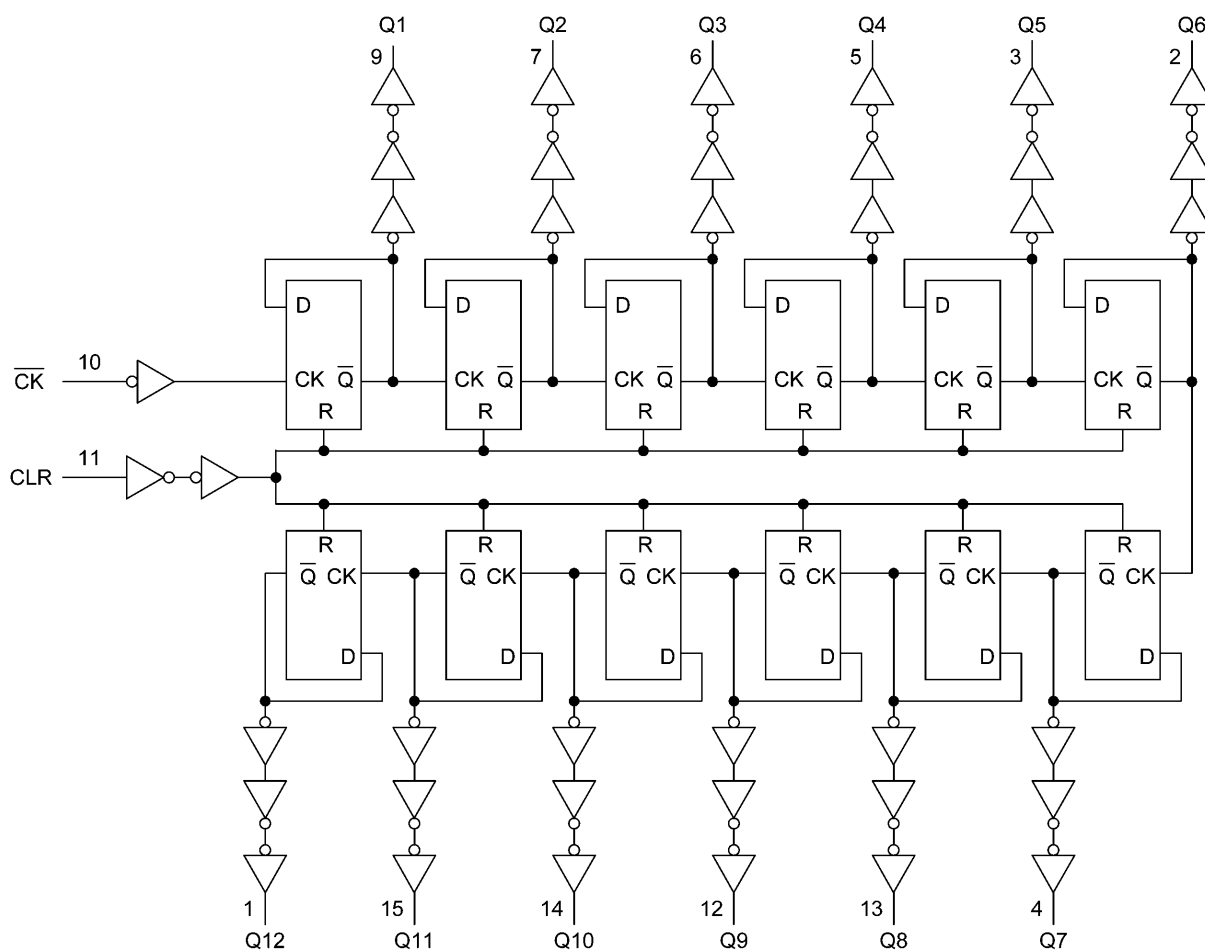 Q1 Q2 Q3 Q4 Q5 Q6
9 7 6 5 3 2
D D D D D D
C̅K̅ 10 CK Q̅ CK Q̅ CK Q̅ CK Q̅ CK Q̅ CK Q̅
R R R R R R
CLR 11
R R R R R R
Q̅ CK Q̅ CK Q̅ CK Q̅ CK Q̅ CK Q̅ CK
D D D D D D
1 15 14 12 13 4
Q12 Q11 Q10 Q9 Q8 Q7